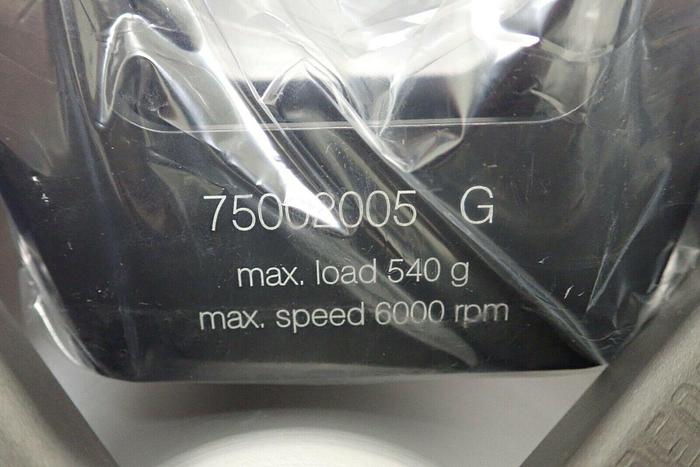 75002005 G
max. load 540 g
max. speed 6000 rpm